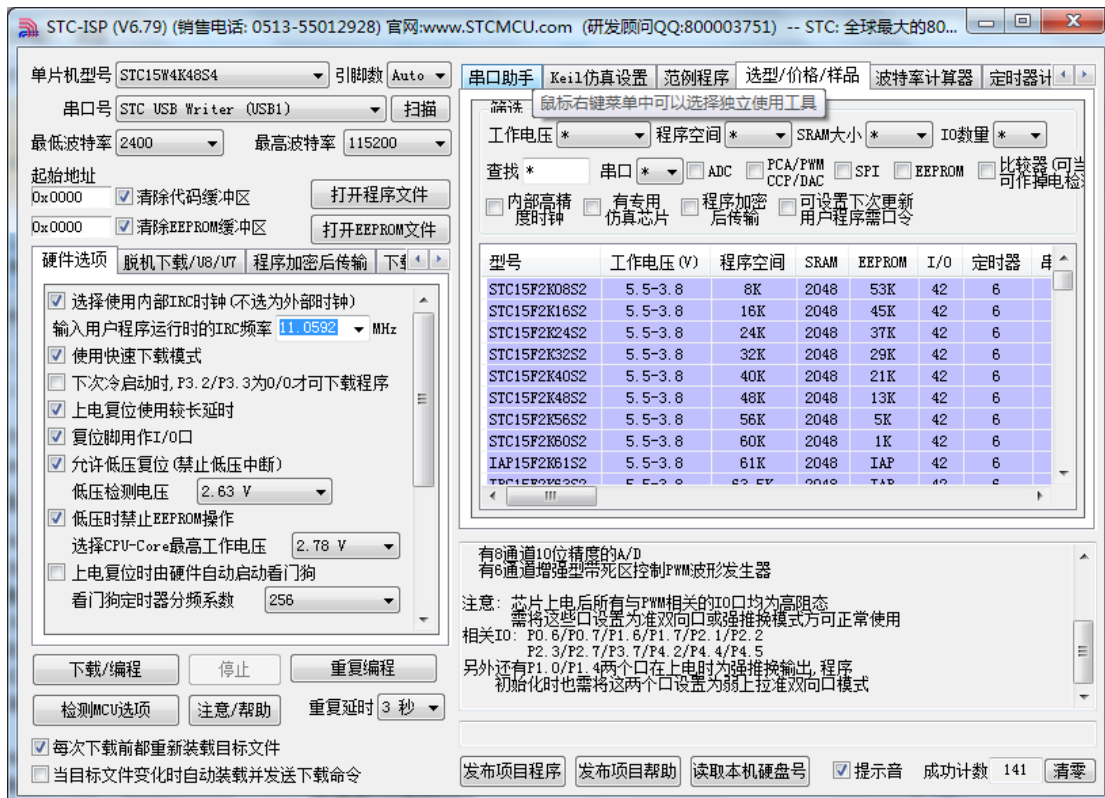 STC-ISP (V6.79) (销售电话: 0513-55012928) 官网:www.STCMCU.com (研发顾问QQ:800003751) -- STC: 全球最大的80...
单片机型号 STC15W4K48S4 引脚数 Auto
串口号 STC USB Writer (USB1) 扫描
最低波特率 2400 最高波特率 115200
起始地址
0x0000 清除代码缓冲区 打开程序文件
0x0000 清除EEPROM缓冲区 打开EEPROM文件
硬件选项 脱机下载/U8/U7 程序加密后传输
选择使用内部IRC时钟(不选为外部时钟)
输入用户程序运行时的IRC频率 11.0592 MHz
使用快速下载模式
下次冷启动时,P3.2/P3.3为0/0才可下载程序
上电复位使用较长延时
复位脚用作I/O口
允许低压复位(禁止低压中断)
低压检测电压 2.63 V
低压时禁止EEPROM操作
选择CPU-Core最高工作电压 2.78 V
上电复位时由硬件自动启动看门狗
看门狗定时器分频系数 256
下载/编程 停止 重复编程
检测MCU选项 注意/帮助 重复延时 3 秒
每次下载前都重新装载目标文件
当目标文件变化时自动装载并发送下载命令
串口助手 Keil仿真设置 范例程序 选型/价格/样品 波特率计算器 定时器计
鼠标右键菜单中可以选择独立使用工具
筛选
工作电压 * 程序空间 * SRAM大小 * IO数量 *
查找 * 串口 * ADC PCA/PWM CCP/DAC SPI EEPROM 比较器(可当 可作掉电检
内部高精度时钟 有专用仿真芯片 程序加密后传输 可设置下次更新用户程序需口令
型号 工作电压(V) 程序空间 SRAM EEPROM I/O 定时器
STC15F2K08S2 5.5-3.8 8K 2048 53K 42 6
STC15F2K16S2 5.5-3.8 16K 2048 45K 42 6
STC15F2K24S2 5.5-3.8 24K 2048 37K 42 6
STC15F2K32S2 5.5-3.8 32K 2048 29K 42 6
STC15F2K40S2 5.5-3.8 40K 2048 21K 42 6
STC15F2K48S2 5.5-3.8 48K 2048 13K 42 6
STC15F2K56S2 5.5-3.8 56K 2048 5K 42 6
STC15F2K60S2 5.5-3.8 60K 2048 1K 42 6
IAP15F2K61S2 5.5-3.8 61K 2048 IAP 42 6
有8通道10位精度的A/D
有6通道增强型带死区控制PWM波形发生器
注意: 芯片上电后所有与PWM相关的IO口均为高阻态
需将这些口设置为准双向口或强推挽模式方可正常使用
相关IO: P0.6/P0.7/P1.6/P1.7/P2.1/P2.2
P2.3/P2.7/P3.7/P4.2/P4.4/P4.5
另外还有P1.0/P1.4两个口在上电时为强推挽输出,程序
初始化时也需将这两个口设置为弱上拉准双向口模式
发布项目程序 发布项目帮助 读取本机硬盘号 提示音 成功计数 141 清零